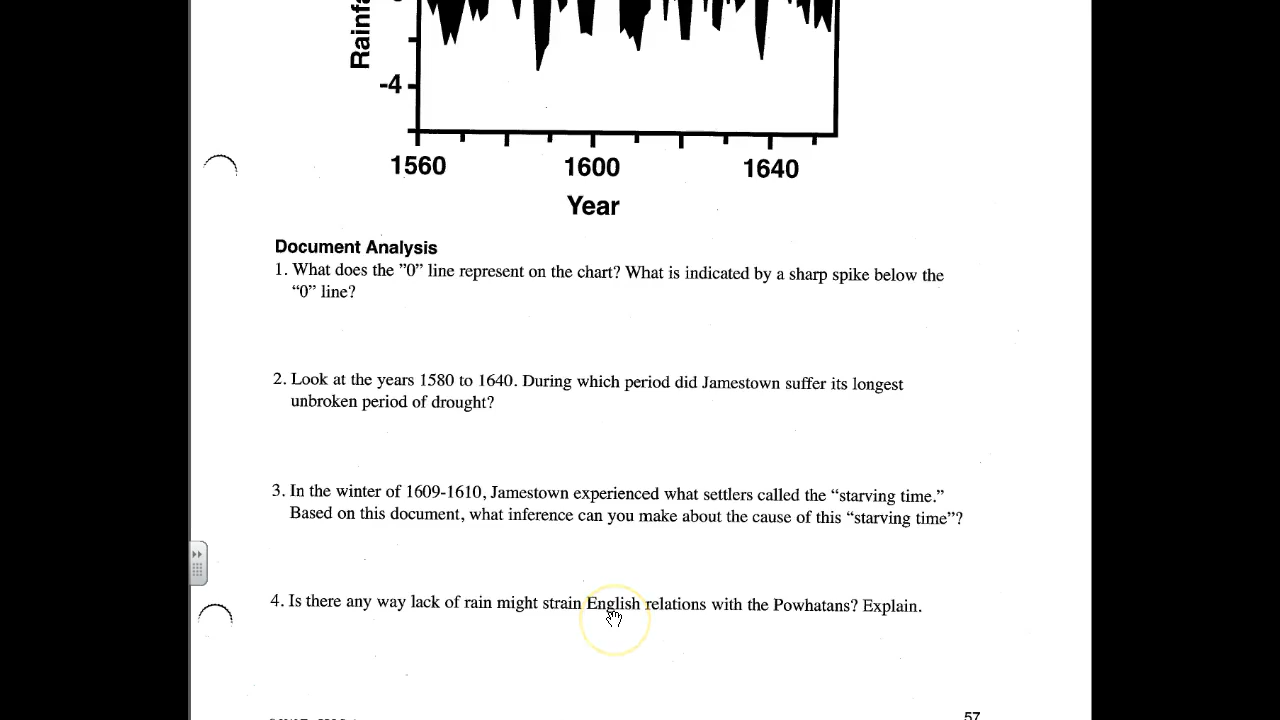 -4
1560 1600 1640
Year
Document Analysis
1. What does the ”0” line represent on the chart? What is indicated by a sharp spike below the
“0” line?
2. Look at the years 1580 to 1640. During which period did Jamestown suffer its longest
unbroken period of drought?
3. In the winter of 1609-1610, Jamestown experienced what settlers called the “starving time.”
Based on this document, what inference can you make about the cause of this “starving time”?
4. Is there any way lack of rain might strain English relations with the Powhatans? Explain.
57